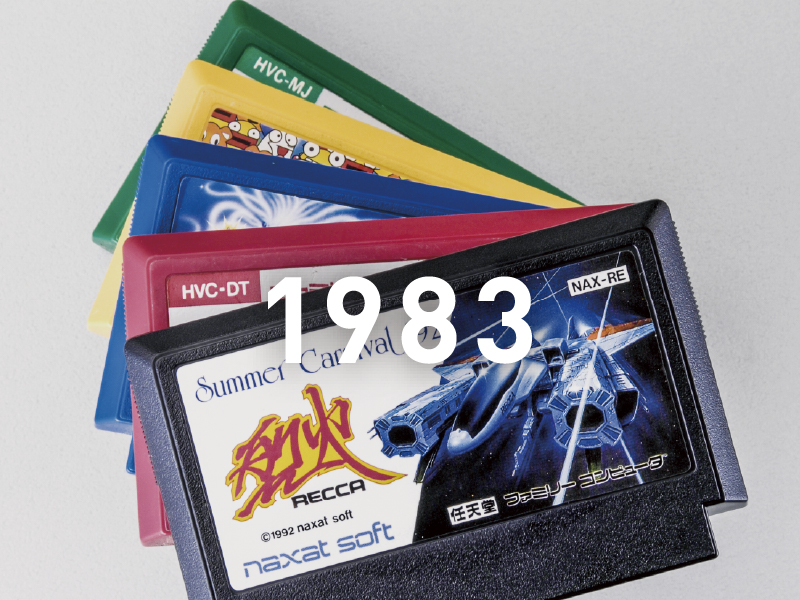 HVC-MJ
HVC-DT
1983
NAX-RE
Summer Carnival '92
烈火
RECCA
©1992 naxat soft
naxat soft
任天堂 ファミリーコンピュータ